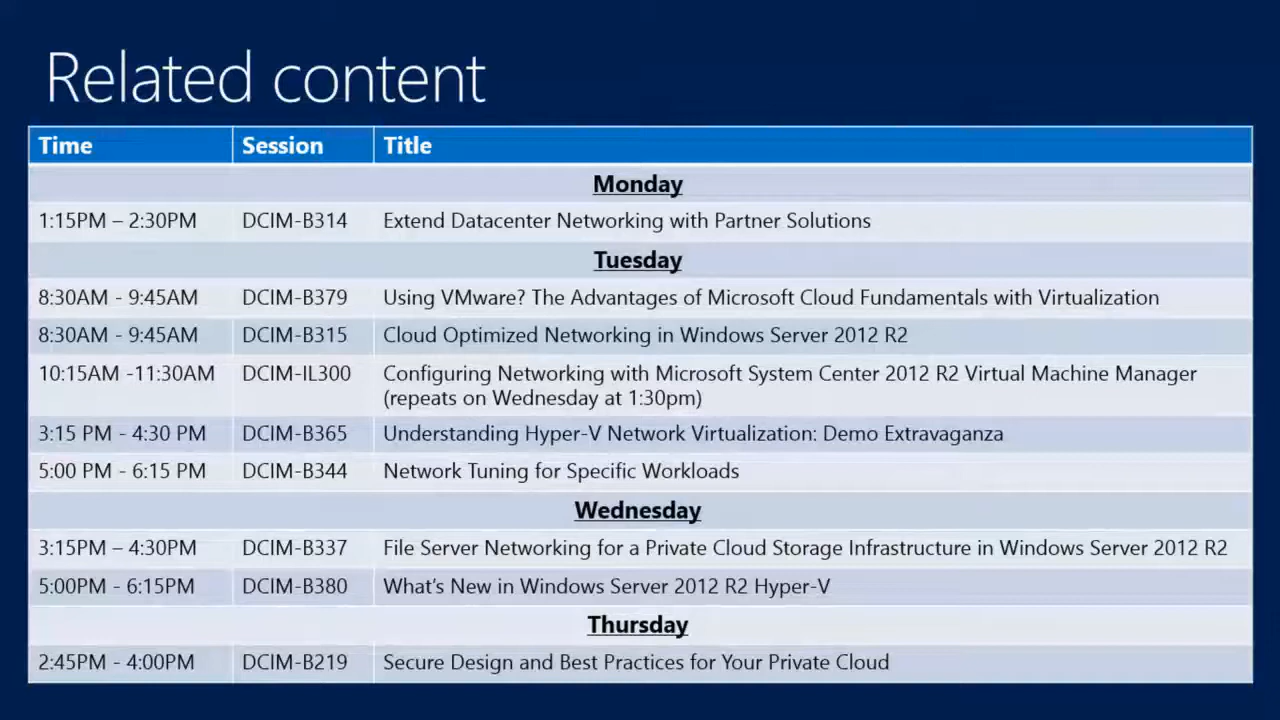 Related content
Time Session Title
Monday
1:15PM – 2:30PM DCIM-B314 Extend Datacenter Networking with Partner Solutions
Tuesday
8:30AM - 9:45AM DCIM-B379 Using VMware? The Advantages of Microsoft Cloud Fundamentals with Virtualization
8:30AM - 9:45AM DCIM-B315 Cloud Optimized Networking in Windows Server 2012 R2
10:15AM -11:30AM DCIM-IL300 Configuring Networking with Microsoft System Center 2012 R2 Virtual Machine Manager
(repeats on Wednesday at 1:30pm)
3:15 PM - 4:30 PM DCIM-B365 Understanding Hyper-V Network Virtualization: Demo Extravaganza
5:00 PM - 6:15 PM DCIM-B344 Network Tuning for Specific Workloads
Wednesday
3:15PM – 4:30PM DCIM-B337 File Server Networking for a Private Cloud Storage Infrastructure in Windows Server 2012 R2
5:00PM - 6:15PM DCIM-B380 What's New in Windows Server 2012 R2 Hyper-V
Thursday
2:45PM - 4:00PM DCIM-B219 Secure Design and Best Practices for Your Private Cloud